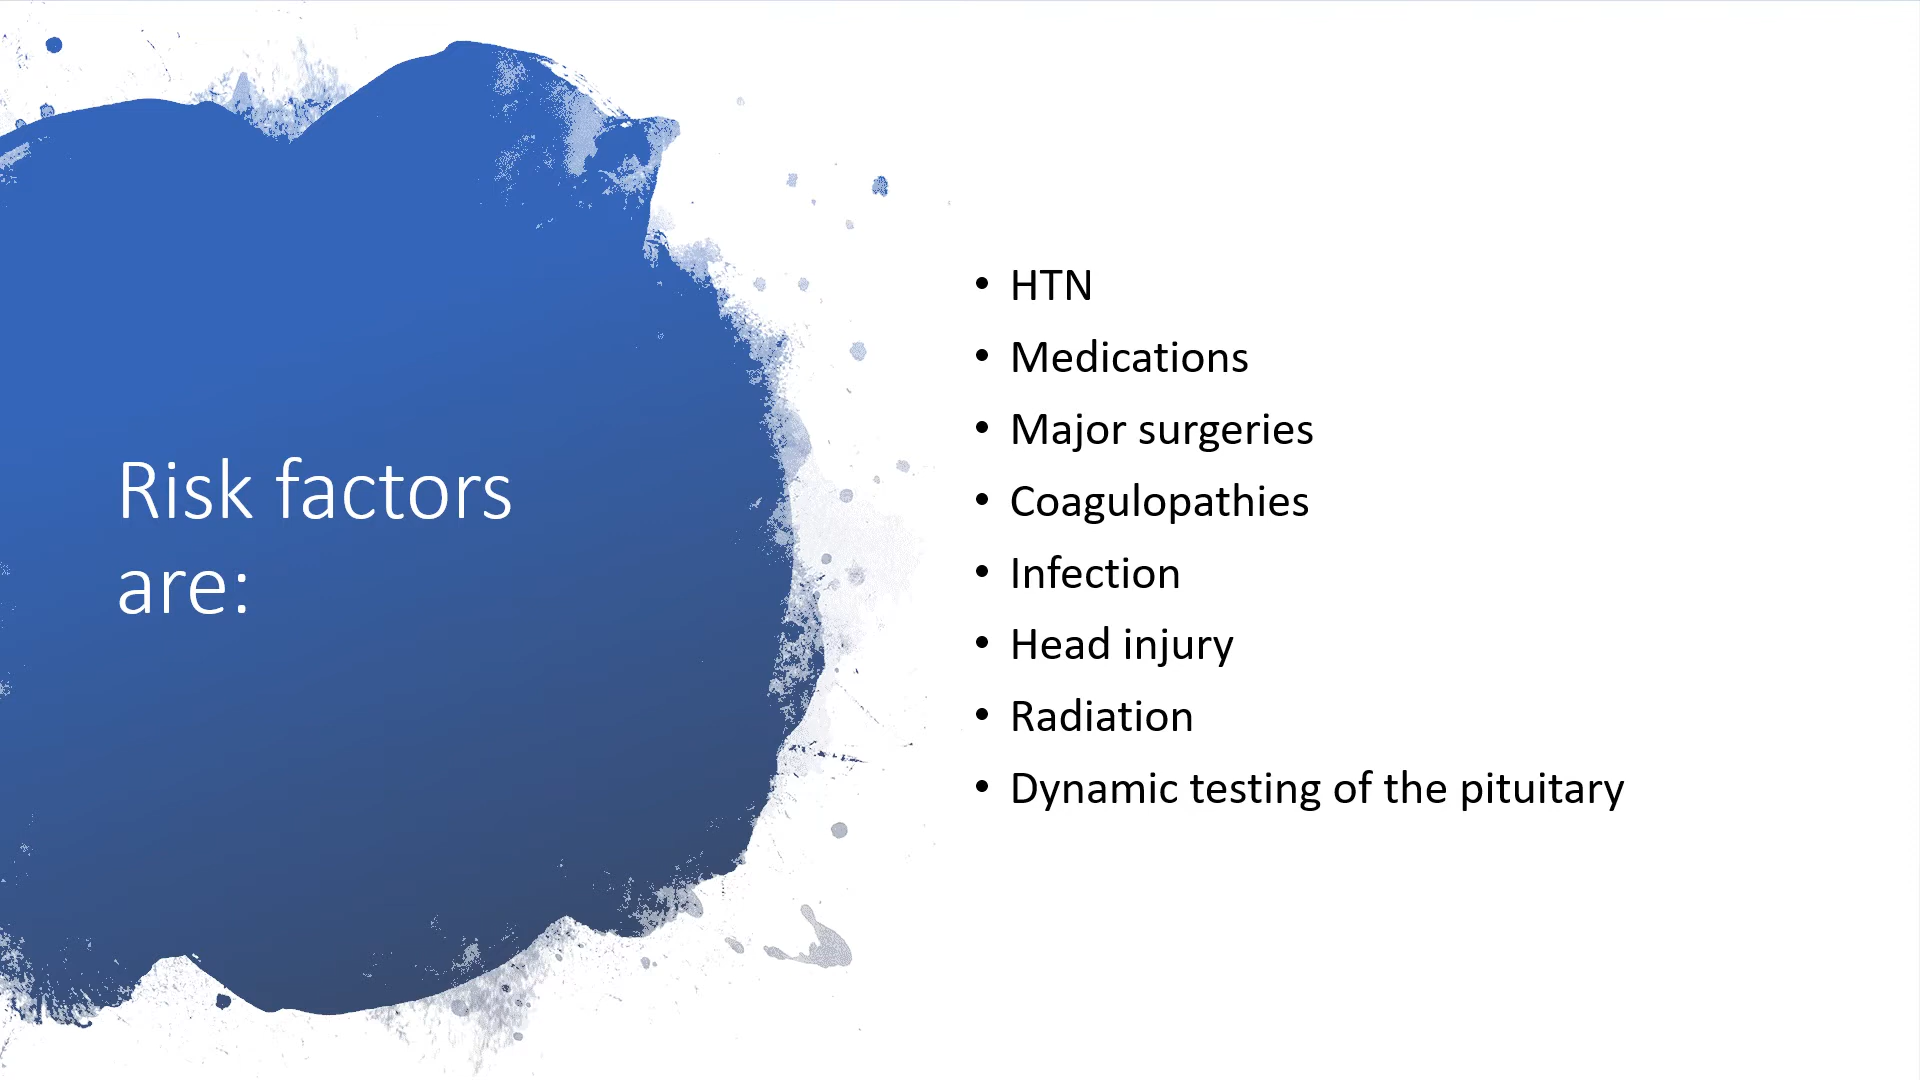 Risk factors
are:
• HTN
• Medications
• Major surgeries
• Coagulopathies
• Infection
• Head injury
• Radiation
• Dynamic testing of the pituitary